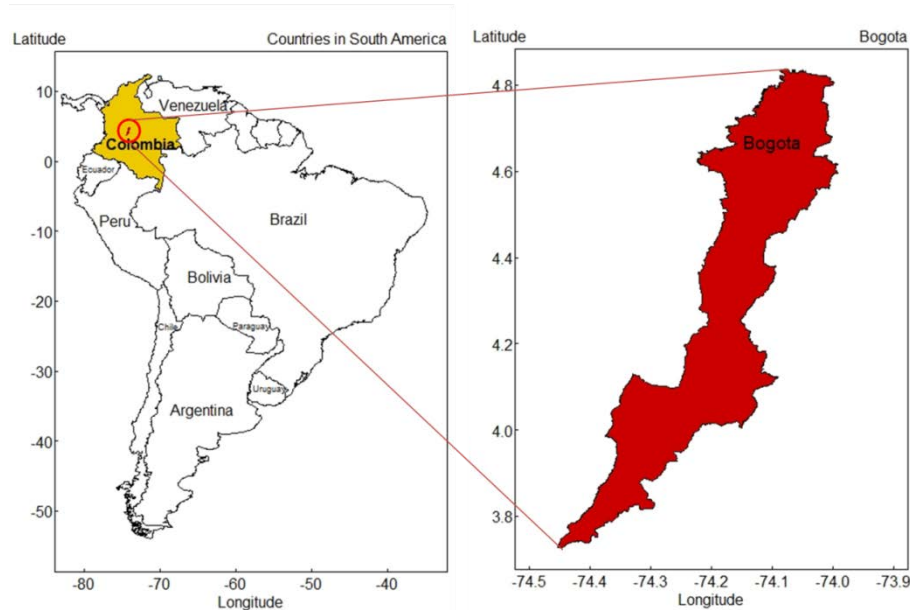 Latitude
Countries in South America
10
0
-10
-20
-30
-40
-50
Venezuela
Colombia
Ecuador
Peru
Brazil
Bolivia
Chile
Paraguay
Uruguay
Argentina
-80 -70 -60 -50 -40
Longitude
Latitude
Bogota
4.8
4.6
4.4
4.2
4.0
3.8
Bogota
-74.5 -74.4 -74.3 -74.2 -74.1 -74.0 -73.9
Longitude